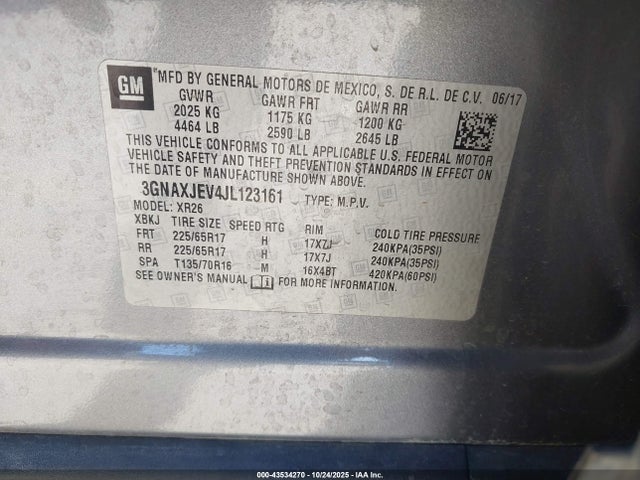 GM
MFD BY GENERAL MOTORS DE MEXICO, S. DE R.L. DE C.V. 06/17
GVWR GAWR FRT GAWR RR
2025 KG 1175 KG 1200 KG
4464 LB 2590 LB 2645 LB
THIS VEHICLE CONFORMS TO ALL APPLICABLE U.S. FEDERAL MOTOR
VEHICLE SAFETY AND THEFT PREVENTION STANDARDS IN EFFECT ON
THE DATE OF MANUFACTURE SHOWN ABOVE.
3GNAXJEV4JL123161 TYPE: M.P.V.
MODEL: XR26
XBKJ TIRE SIZE SPEED RTG RIM COLD TIRE PRESSURE
FRT 225/65R17 H 17X7J 240KPA(35PSI)
RR 225/65R17 H 17X7J 240KPA(35PSI)
SPA T135/70R16 M 16X4BT 420KPA(60PSI)
SEE OWNER'S MANUAL FOR MORE INFORMATION.
000-43534270 - 10/24/2025 - IAA Inc.